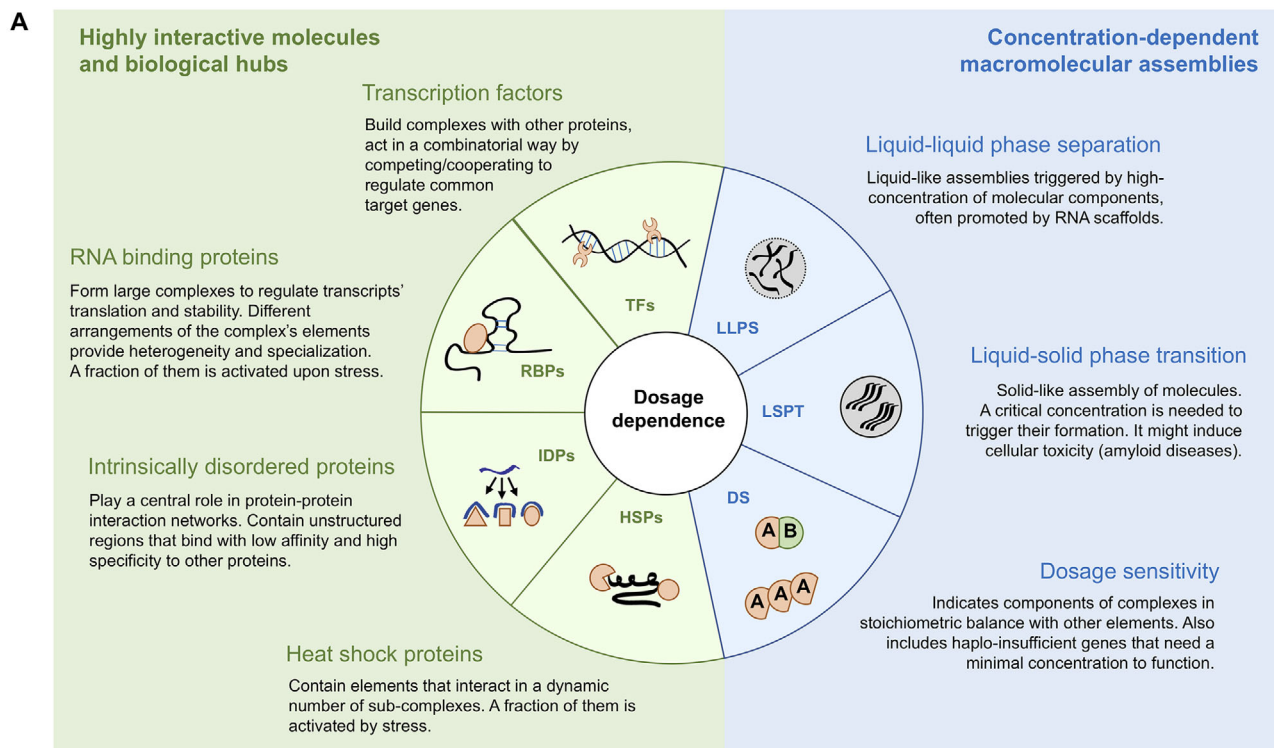 A
Highly interactive molecules
and biological hubs
Concentration-dependent
macromolecular assemblies
Transcription factors
Build complexes with other proteins,
act in a combinatorial way by
competing/cooperating to
regulate common
target genes.
Liquid-liquid phase separation
Liquid-like assemblies triggered by high-
concentration of molecular components,
often promoted by RNA scaffolds.
RNA binding proteins
Form large complexes to regulate transcripts’
translation and stability. Different
arrangements of the complex’s elements
provide heterogeneity and specialization.
A fraction of them is activated upon stress.
Liquid-solid phase transition
Solid-like assembly of molecules.
A critical concentration is needed to
trigger their formation. It might induce
cellular toxicity (amyloid diseases).
Intrinsically disordered proteins
Play a central role in protein-protein
interaction networks. Contain unstructured
regions that bind with low affinity and high
specificity to other proteins.
Dosage sensitivity
Indicates components of complexes in
stoichiometric balance with other elements. Also
includes haplo-insufficient genes that need a
minimal concentration to function.
Heat shock proteins
Contain elements that interact in a dynamic
number of sub-complexes. A fraction of them is
activated by stress.
TFs
LLPS
RBPs
Dosage
dependence
LSPT
IDPs
DS
HSPs
A B
A A A